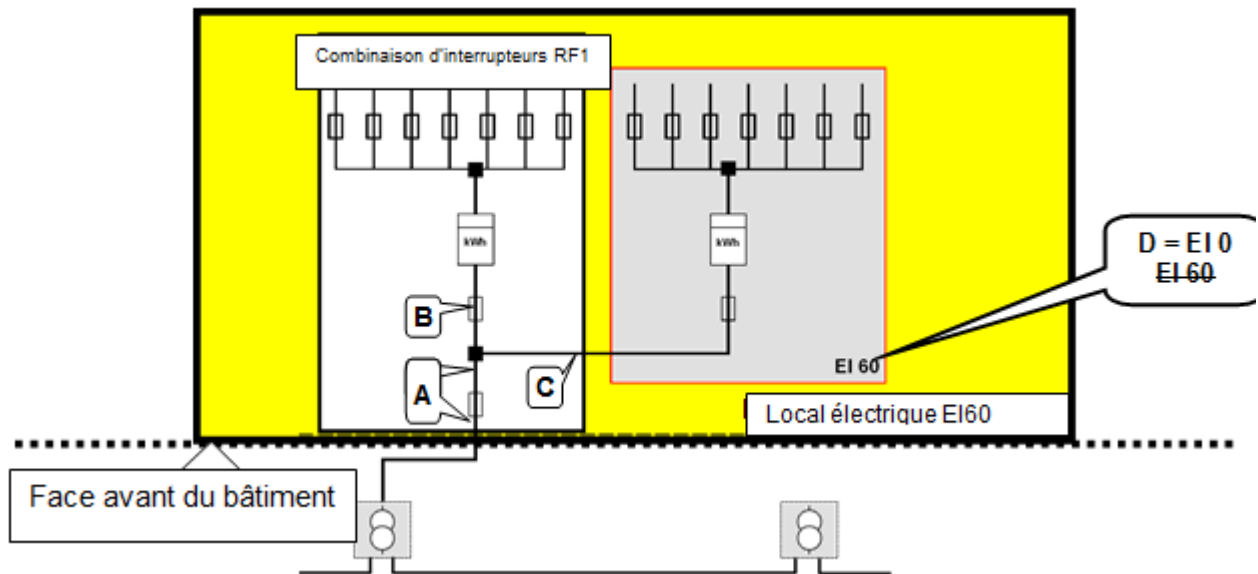 Combinaison d'interrupteurs RF1
kWh
kWh
B
D = EI 0
EI 60
EI 60
A
C
Local électrique EI60
Face avant du bâtiment